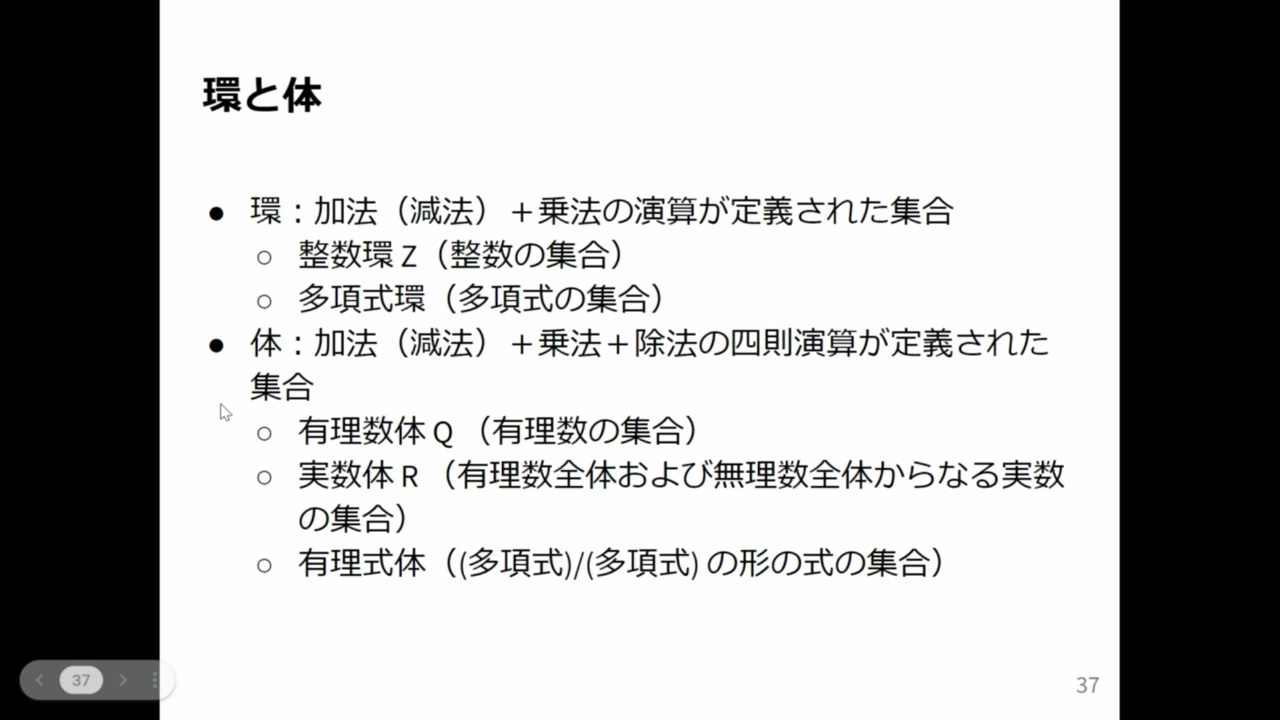 環と体
● 環：加法（減法）＋乗法の演算が定義された集合
○ 整数環 Z（整数の集合）
○ 多項式環（多項式の集合）
● 体：加法（減法）＋乗法＋除法の四則演算が定義された
集合
○ 有理数体 Q （有理数の集合）
○ 実数体 R （有理数全体および無理数全体からなる実数
の集合）
○ 有理式体（(多項式)/(多項式) の形の式の集合）
37
37